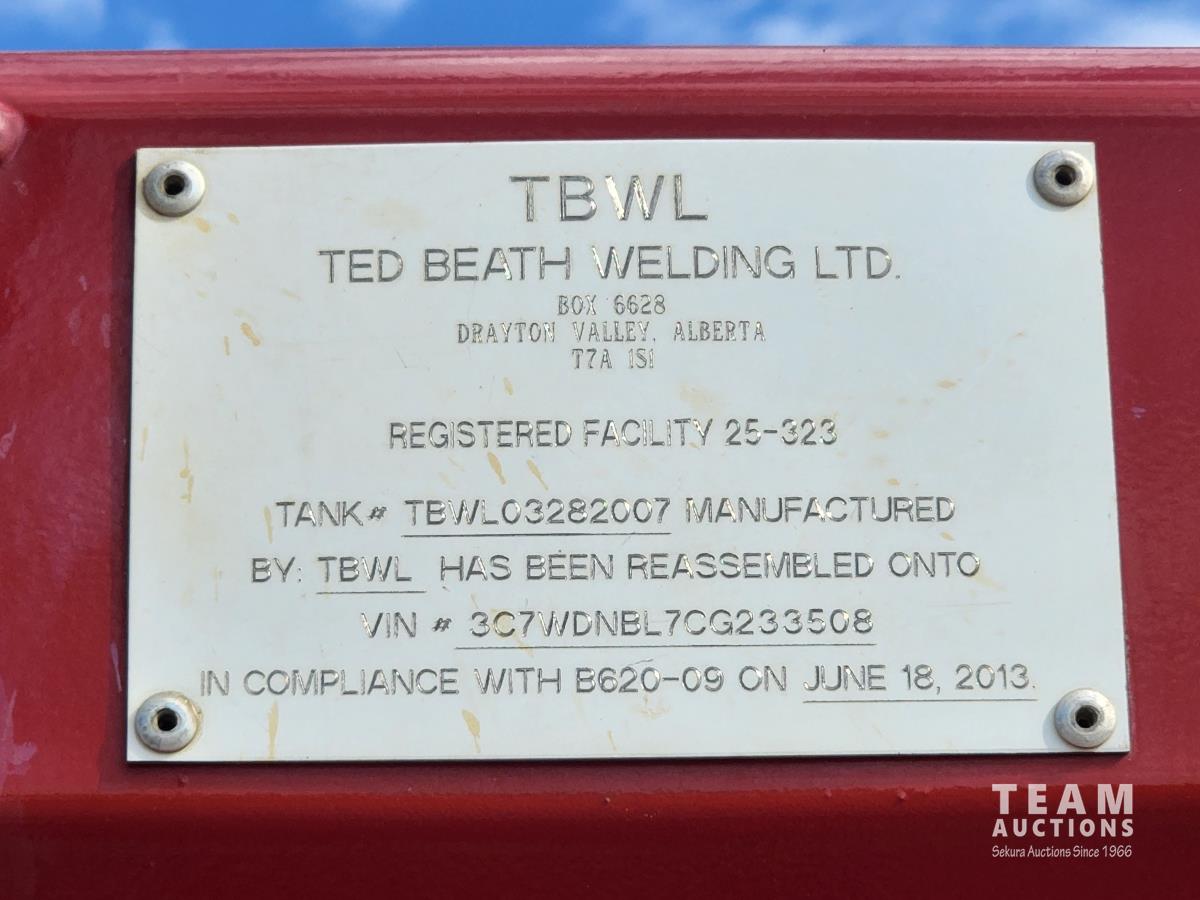 TBWL
TED BEATH WELDING LTD.
BOX 6628
DRAYTON VALLEY, ALBERTA
T7A 1S1
REGISTERED FACILITY 25-323
TANK# TBWL03282007 MANUFACTURED
BY: TBWL HAS BEEN REASSEMBLED ONTO
VIN # 3C7WDNBL7CG233508
IN COMPLIANCE WITH B620-09 ON JUNE 18, 2013.
TEAM
AUCTIONS
Sekura Auctions Since 1966